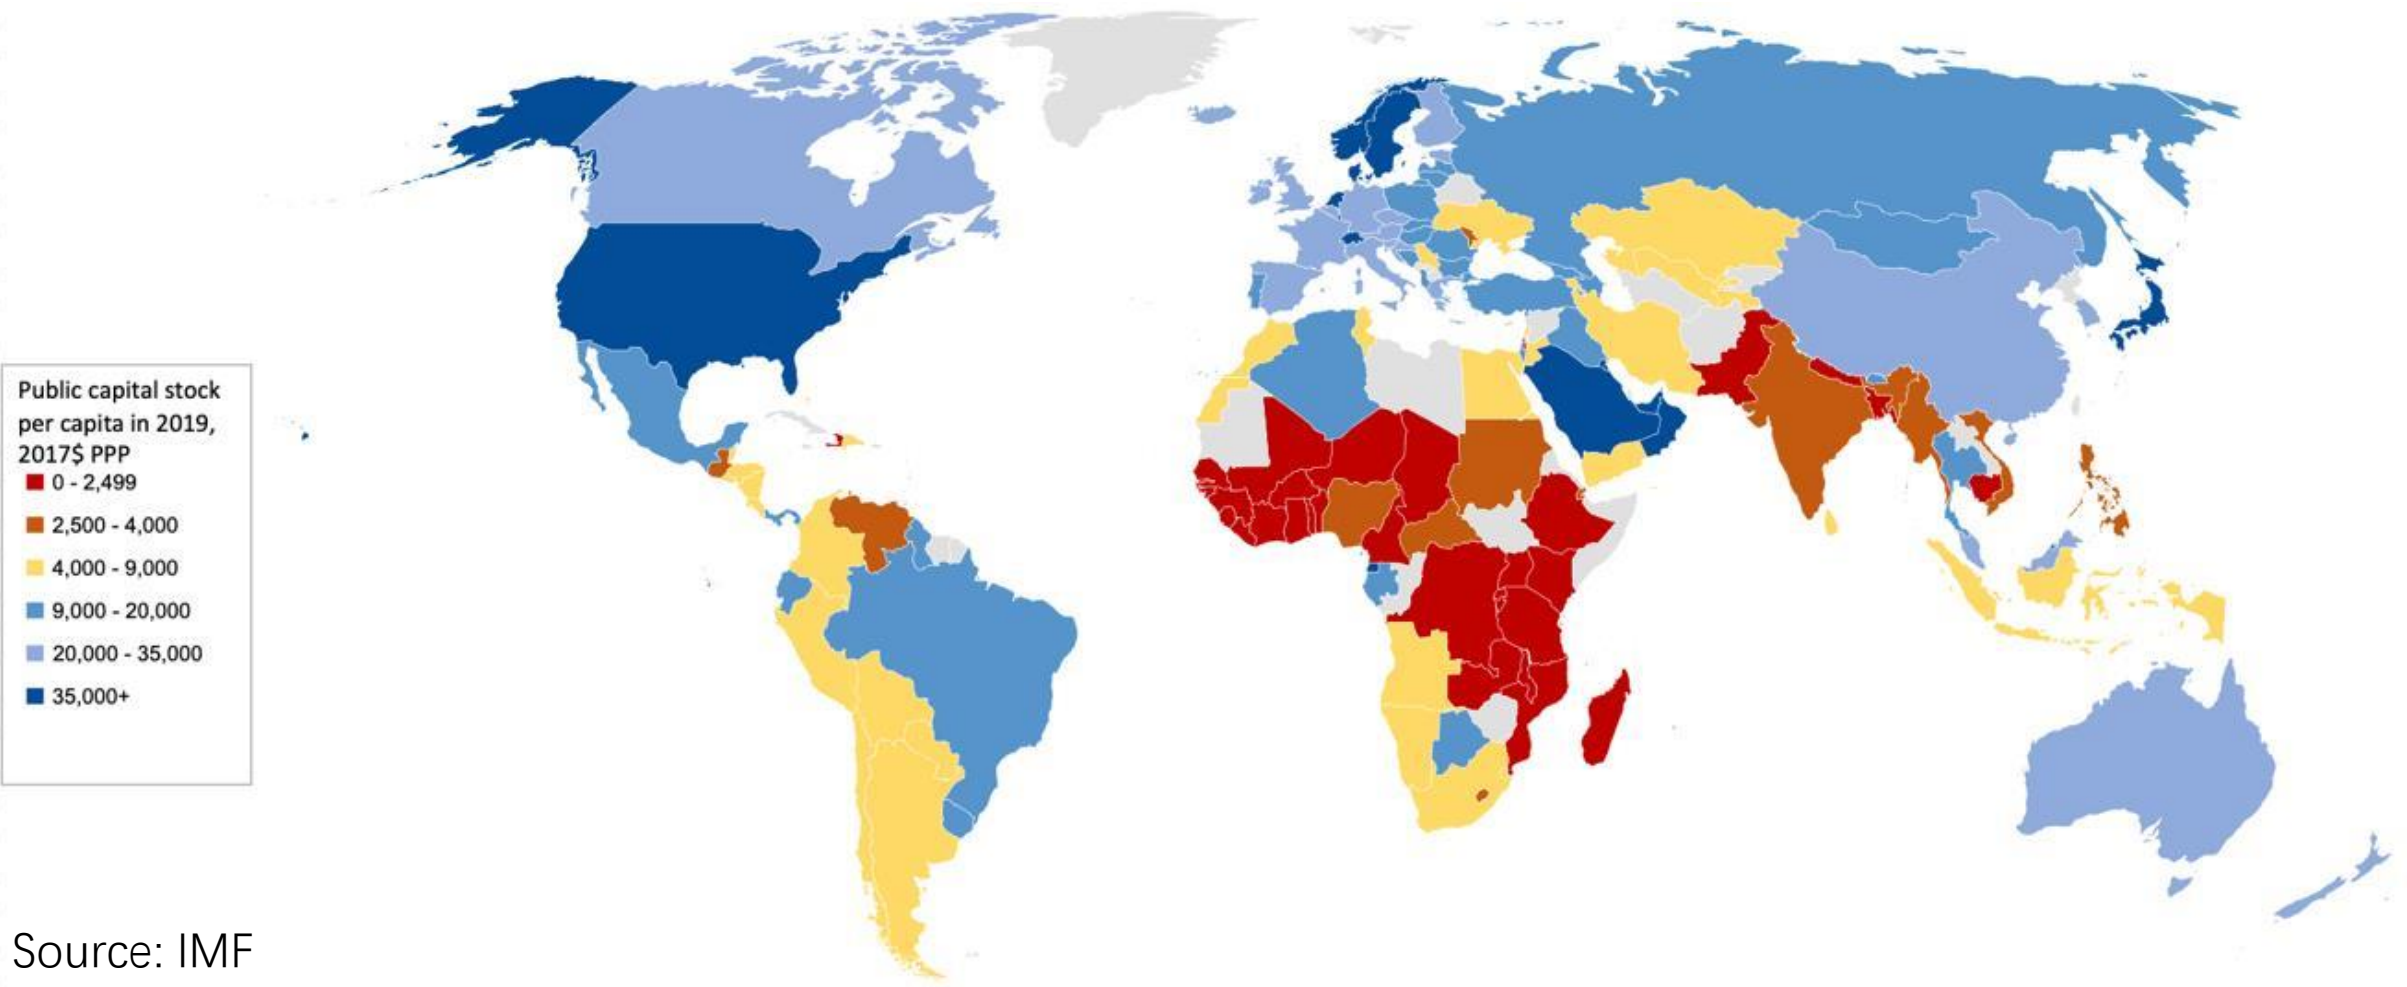 Public capital stock
per capita in 2019,
2017$ PPP
0 - 2,499
2,500 - 4,000
4,000 - 9,000
9,000 - 20,000
20,000 - 35,000
35,000+
Source: IMF